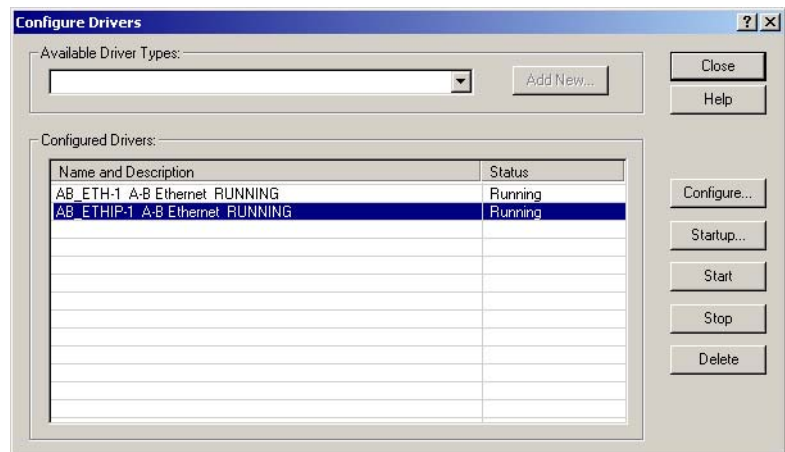 Configure Drivers
Available Driver Types:
Add New...
Close
Help
Configured Drivers:
Name and Description Status
AB_ETH-1 A-B Ethernet RUNNING Running
AB_ETHIP-1 A-B Ethernet RUNNING Running
Configure...
Startup...
Start
Stop
Delete